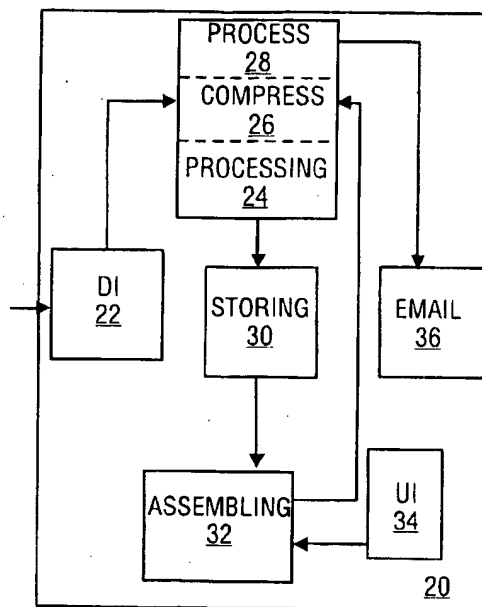 PROCESS
28
COMPRESS
26
PROCESSING
24
DI
22
STORING
30
EMAIL
36
ASSEMBLING
32
UI
34
20